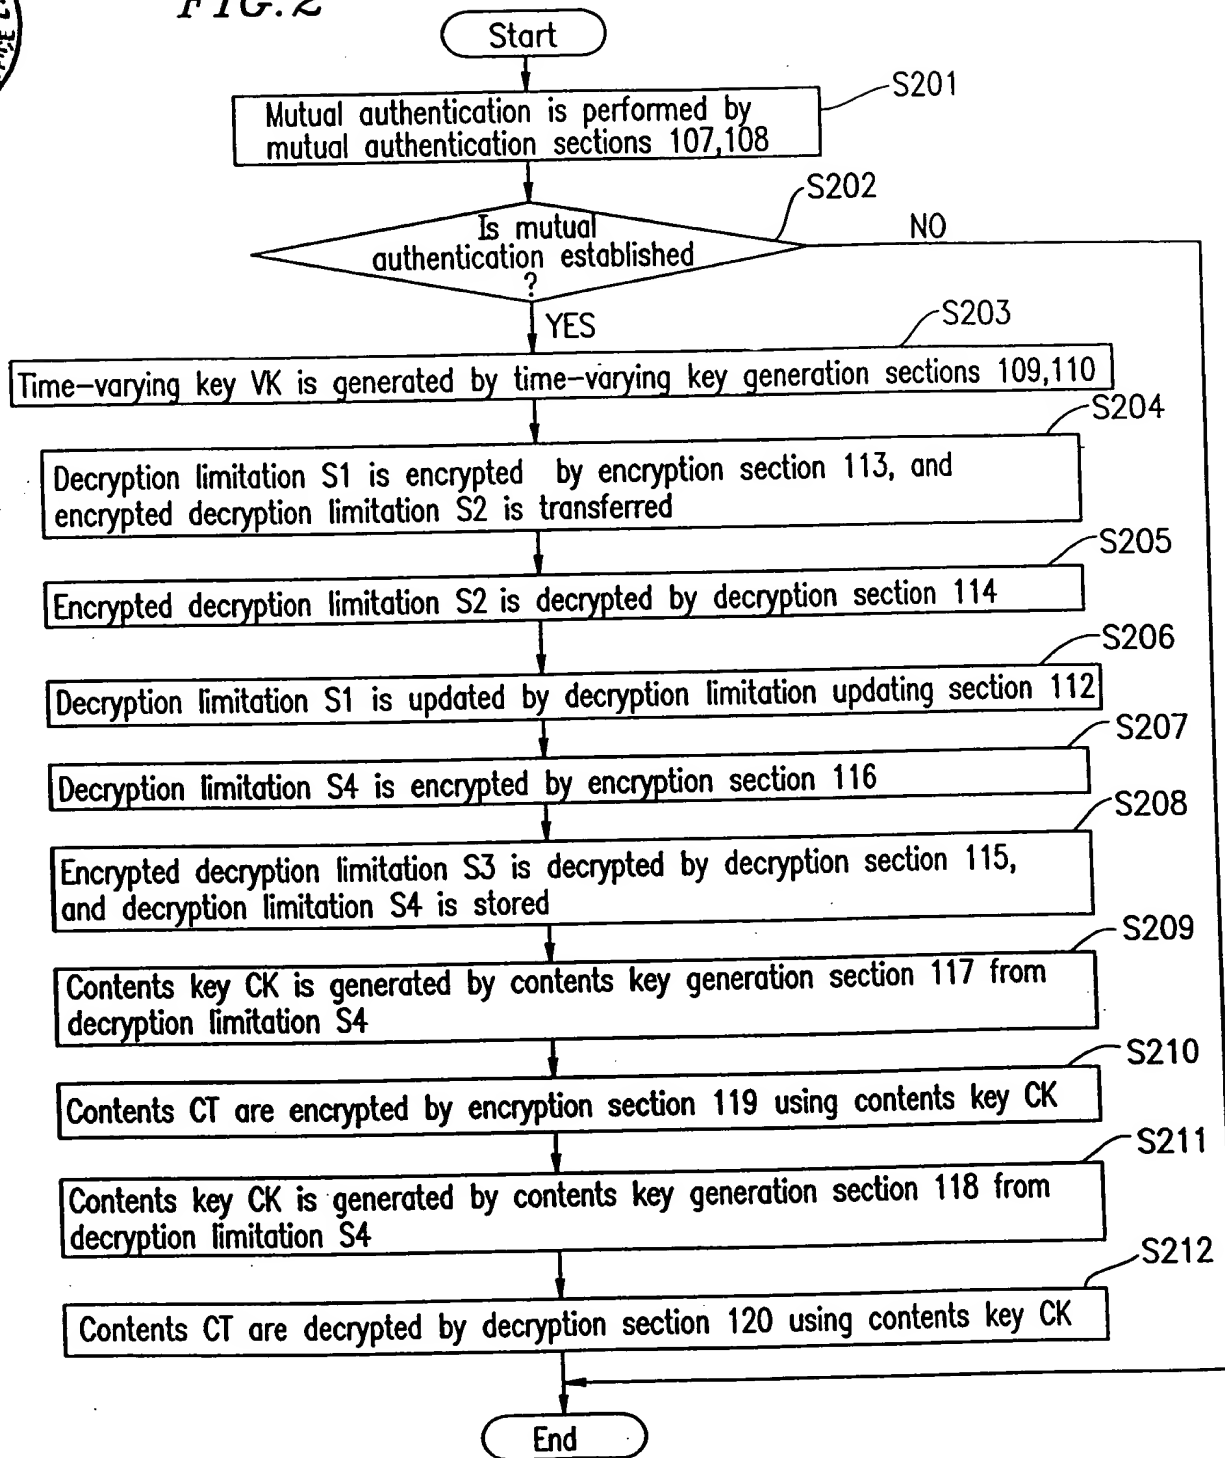 FIG.2
Start
S201
Mutual authentication is performed by
mutual authentication sections 107,108
S202
Is mutual
authentication established
?
NO
YES
S203
Time-varying key VK is generated by time-varying key generation sections 109,110
S204
Decryption limitation S1 is encrypted by encryption section 113, and
encrypted decryption limitation S2 is transferred
S205
Encrypted decryption limitation S2 is decrypted by decryption section 114
S206
Decryption limitation S1 is updated by decryption limitation updating section 112
S207
Decryption limitation S4 is encrypted by encryption section 116
S208
Encrypted decryption limitation S3 is decrypted by decryption section 115,
and decryption limitation S4 is stored
S209
Contents key CK is generated by contents key generation section 117 from
decryption limitation S4
S210
Contents CT are encrypted by encryption section 119 using contents key CK
S211
Contents key CK is generated by contents key generation section 118 from
decryption limitation S4
S212
Contents CT are decrypted by decryption section 120 using contents key CK
End